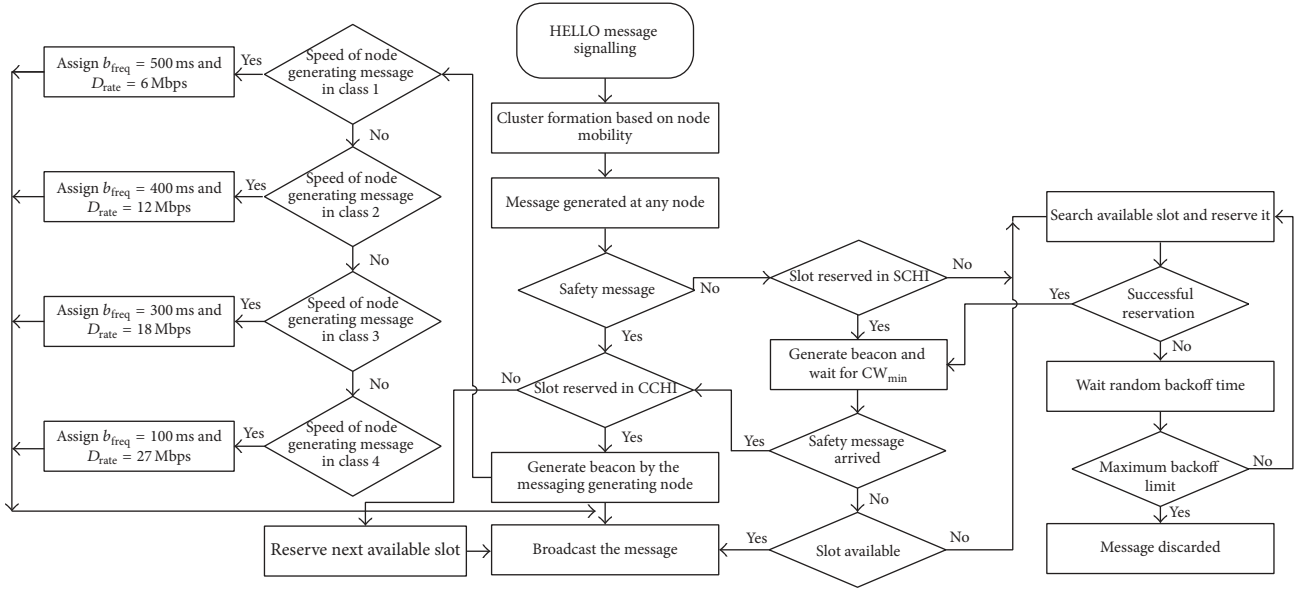 HELLO message
signalling
Cluster formation based on node
mobility
Message generated at any node
Safety message
No
Yes
Slot reserved in CCHI
No
Yes
Generate beacon by the
messaging generating node
Broadcast the message
Reserve next available slot
Speed of node
generating message
in class 1
Yes
No
Assign b_freq = 500 ms and
D_rate = 6 Mbps
Speed of node
generating message
in class 2
Yes
No
Assign b_freq = 400 ms and
D_rate = 12 Mbps
Speed of node
generating message
in class 3
Yes
No
Assign b_freq = 300 ms and
D_rate = 18 Mbps
Speed of node
generating message
in class 4
Yes
Assign b_freq = 100 ms and
D_rate = 27 Mbps
Slot reserved in SCHI
No
Yes
Generate beacon and
wait for CW_min
Safety message
arrived
Yes
No
Slot available
Yes
No
Search available slot and reserve it
Successful
reservation
Yes
No
Wait random backoff time
Maximum backoff
limit
No
Yes
Message discarded